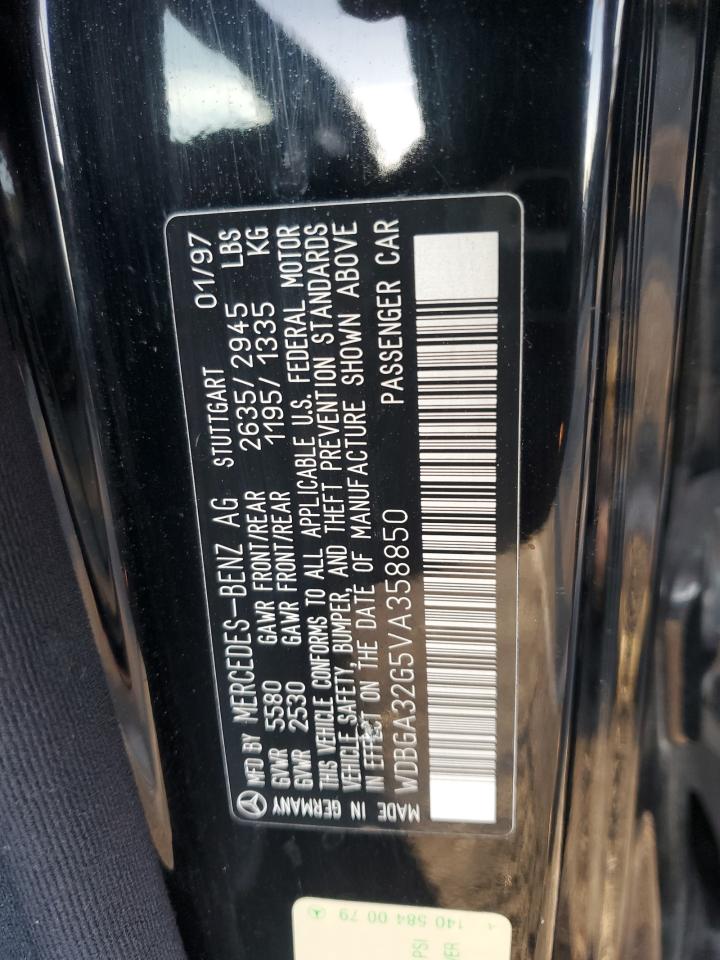 MFD BY MERCEDES-BENZ AG STUTTGART 01/97
GVWR 5580 GAWR FRONT/REAR 2635/2945 LBS
GVWR 2530 GAWR FRONT/REAR 1195/1335 KG
THIS VEHICLE CONFORMS TO ALL APPLICABLE U.S. FEDERAL MOTOR
VEHICLE SAFETY, BUMPER, AND THEFT PREVENTION STANDARDS
IN EFFECT ON THE DATE OF MANUFACTURE SHOWN ABOVE
WDBGA32G5VA358850 PASSENGER CAR
MADE IN GERMANY
140 584 00 79
PSI